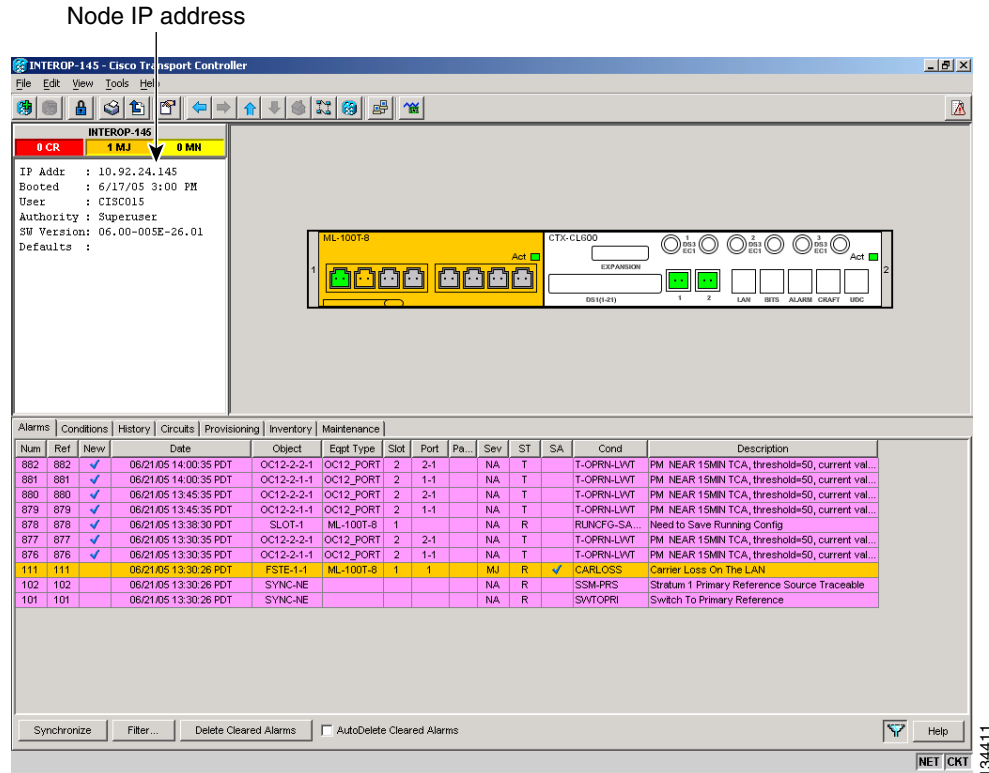 Node IP address
INTEROP-145 - Cisco Transport Controller
File Edit View Tools Help
INTEROP-145
0 CR 1 MJ 0 MN
IP Addr : 10.92.24.145
Booted : 6/17/05 3:00 PM
User : CISCO15
Authority : Superuser
SW Version: 06.00-005E-26.01
Defaults :
ML-100T-8
Act
1
CTX-CL600
EXPANSION
DS1(1-21)
1 DS3 EC1
2 DS3 EC1
3 DS3 EC1
Act
1 2 LAN BITS ALARM CRAFT UDC
2
Alarms Conditions History Circuits Provisioning Inventory Maintenance
Num Ref New Date Object Eqpt Type Slot Port Pa... Sev ST SA Cond Description
882 882 06/21/05 14:00:35 PDT OC12-2-2-1 OC12_PORT 2 2-1 NA T T-OPRN-LWT PM NEAR 15MIN TCA, threshold=50, current val...
881 881 06/21/05 14:00:35 PDT OC12-2-1-1 OC12_PORT 2 1-1 NA T T-OPRN-LWT PM NEAR 15MIN TCA, threshold=50, current val...
880 880 06/21/05 13:45:35 PDT OC12-2-2-1 OC12_PORT 2 2-1 NA T T-OPRN-LWT PM NEAR 15MIN TCA, threshold=50, current val...
879 879 06/21/05 13:45:35 PDT OC12-2-1-1 OC12_PORT 2 1-1 NA T T-OPRN-LWT PM NEAR 15MIN TCA, threshold=50, current val...
878 878 06/21/05 13:38:30 PDT SLOT-1 ML-100T-8 1 NA R RUNCFG-SA... Need to Save Running Config
877 877 06/21/05 13:30:35 PDT OC12-2-2-1 OC12_PORT 2 2-1 NA T T-OPRN-LWT PM NEAR 15MIN TCA, threshold=50, current val...
876 876 06/21/05 13:30:35 PDT OC12-2-1-1 OC12_PORT 2 1-1 NA T T-OPRN-LWT PM NEAR 15MIN TCA, threshold=50, current val...
111 111 06/21/05 13:30:26 PDT FSTE-1-1 ML-100T-8 1 1 MJ R CARLOSS Carrier Loss On The LAN
102 102 06/21/05 13:30:26 PDT SYNC-NE NA R SSM-PRS Stratum 1 Primary Reference Source Traceable
101 101 06/21/05 13:30:26 PDT SYNC-NE NA R SWTOPRI Switch To Primary Reference
Synchronize Filter... Delete Cleared Alarms AutoDelete Cleared Alarms Help
NET CKT
134411